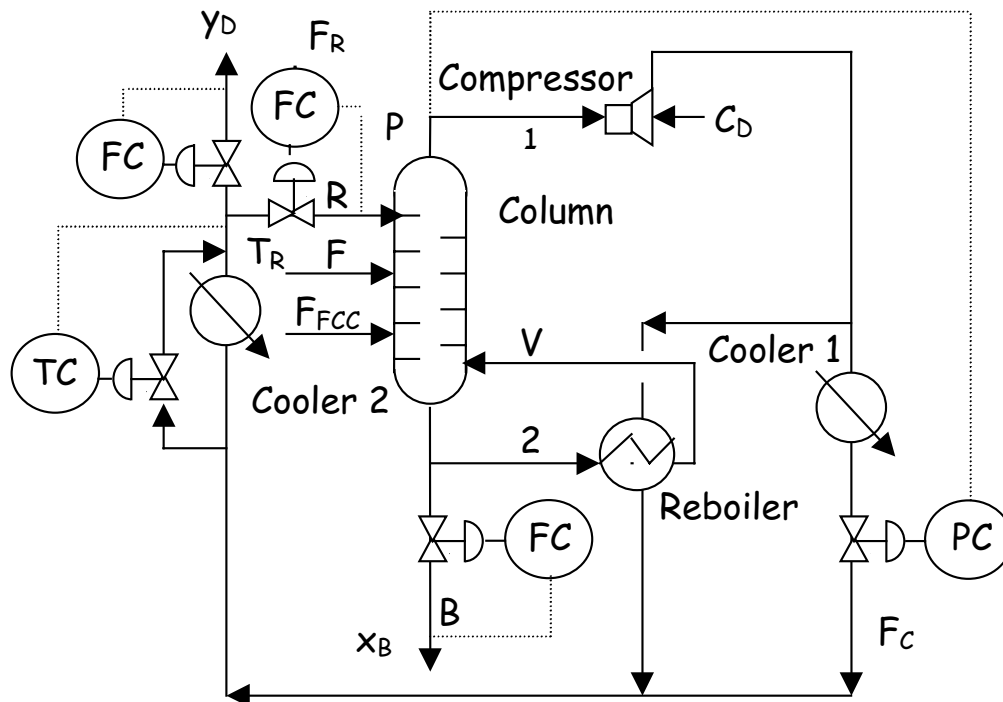 y_D
F_R
FC
FC
P
Compressor
1
C_D
R
Column
T_R
F
F_FCC
V
Cooler 1
TC
Cooler 2
2
Reboiler
FC
PC
B
x_B
F_C